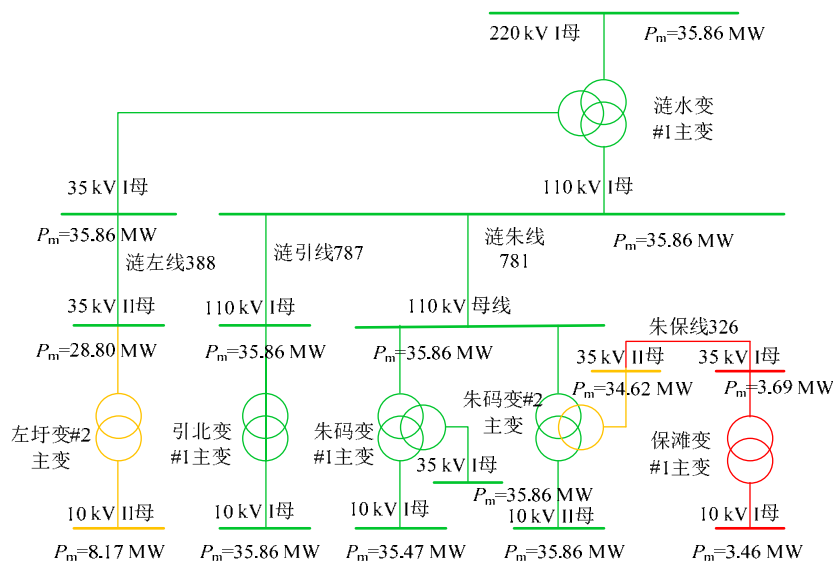 220 kV I母
Pm=35.86 MW
涟水变
#1主变
35 kV I母
110 kV I母
Pm=35.86 MW
涟左线388
涟引线787
涟朱线
781
Pm=35.86 MW
35 kV II母
110 kV I母
110 kV 母线
朱保线326
Pm=28.80 MW
Pm=35.86 MW
Pm=35.86 MW
35 kV II母
35 kV I母
Pm=34.62 MW
Pm=3.69 MW
左圩变#2
主变
引北变
#1主变
朱码变
#1主变
朱码变#2
主变
保滩变
#1主变
35 kV I母
Pm=35.86 MW
10 kV II母
10 kV I母
10 kV I母
10 kV II母
10 kV I母
Pm=8.17 MW
Pm=35.86 MW
Pm=35.47 MW
Pm=35.86 MW
Pm=3.46 MW